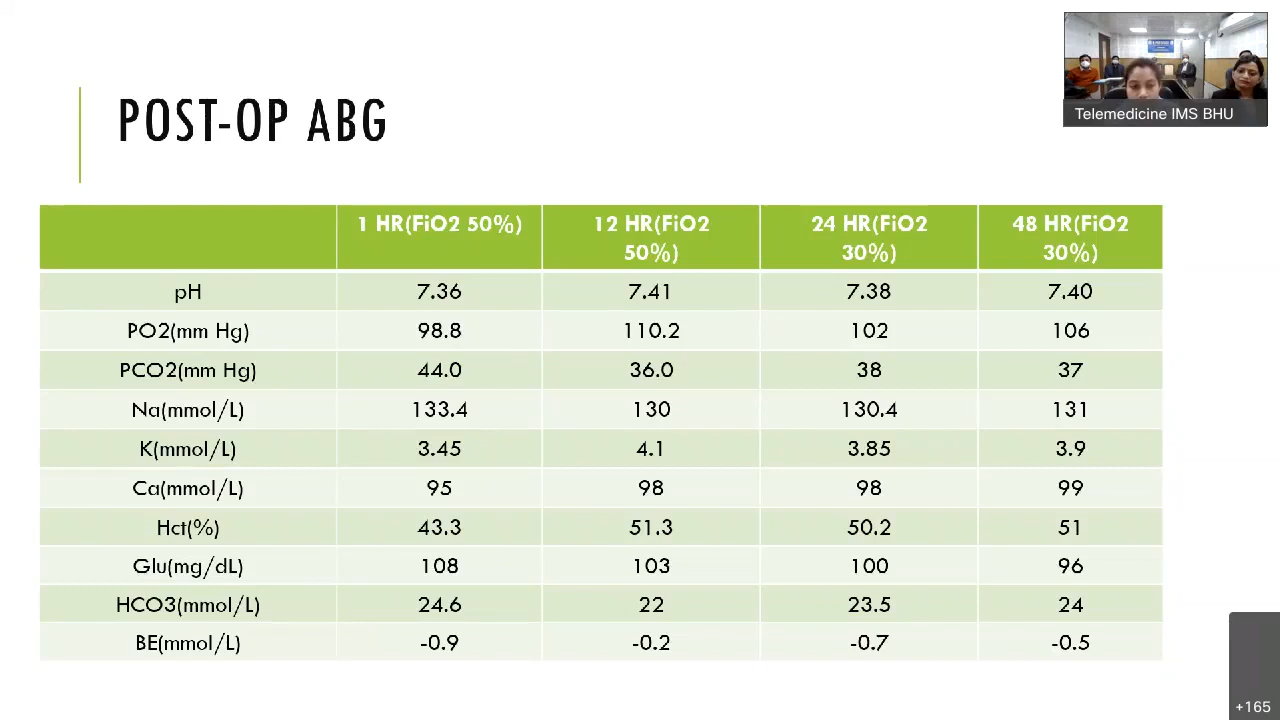 Telemedicine IMS BHU
POST-OP ABG
1 HR(FiO2 50%) 12 HR(FiO2 50%) 24 HR(FiO2 30%) 48 HR(FiO2 30%)
pH 7.36 7.41 7.38 7.40
PO2(mm Hg) 98.8 110.2 102 106
PCO2(mm Hg) 44.0 36.0 38 37
Na(mmol/L) 133.4 130 130.4 131
K(mmol/L) 3.45 4.1 3.85 3.9
Ca(mmol/L) 95 98 98 99
Hct(%) 43.3 51.3 50.2 51
Glu(mg/dL) 108 103 100 96
HCO3(mmol/L) 24.6 22 23.5 24
BE(mmol/L) -0.9 -0.2 -0.7 -0.5
+165